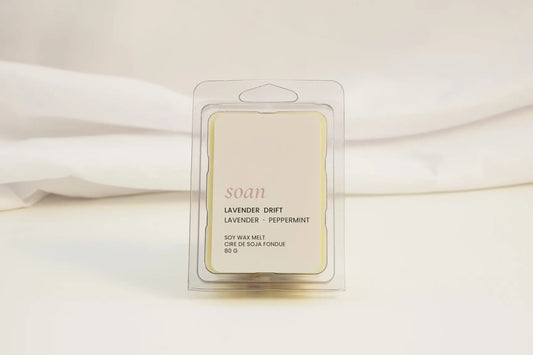 soan
LAVENDER DRIFT
LAVENDER · PEPPERMINT
SOY WAX MELT
CIRE DE SOJA FONDUE
80 G